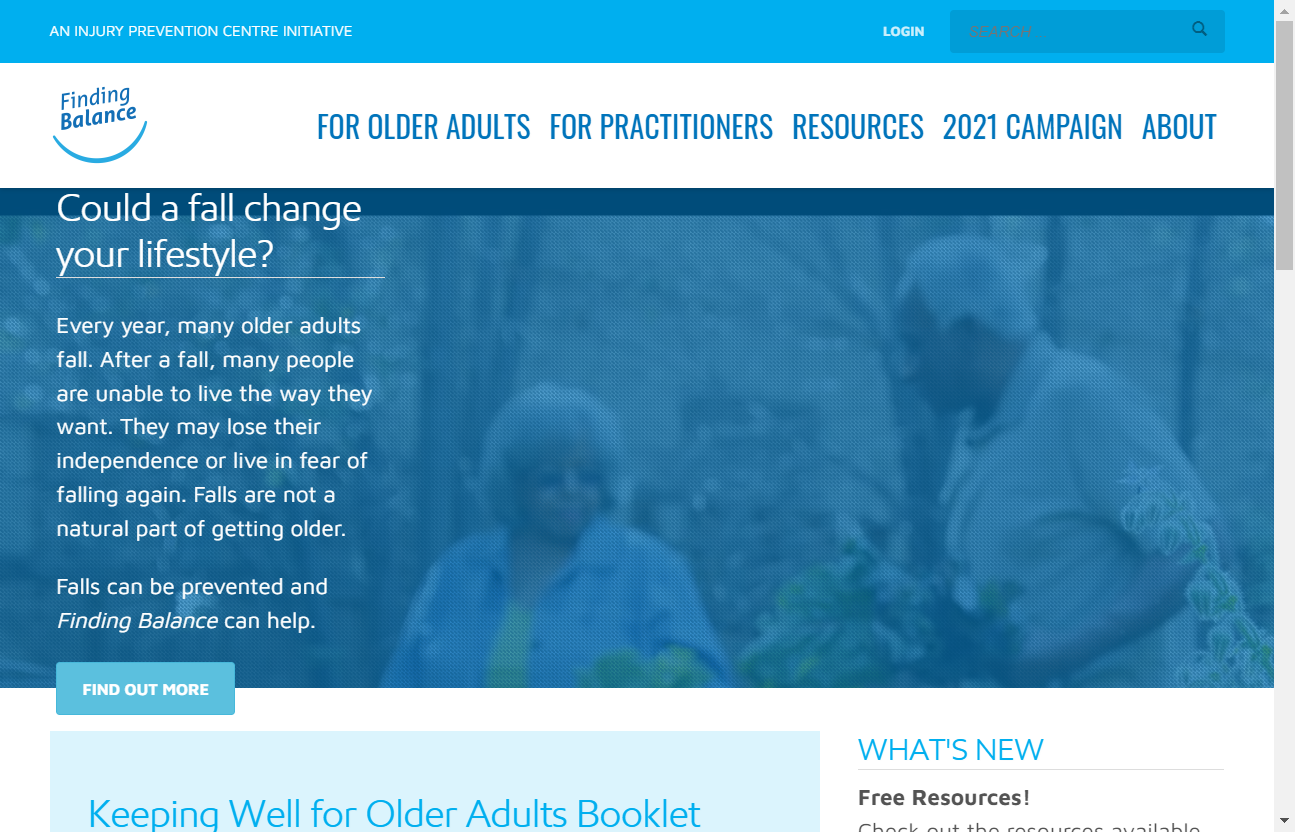 AN INJURY PREVENTION CENTRE INITIATIVE
LOGIN
SEARCH...
Finding
Balance
FOR OLDER ADULTS FOR PRACTITIONERS RESOURCES 2021 CAMPAIGN ABOUT
Could a fall change
your lifestyle?
Every year, many older adults
fall. After a fall, many people
are unable to live the way they
want. They may lose their
independence or live in fear of
falling again. Falls are not a
natural part of getting older.
Falls can be prevented and
Finding Balance can help.
FIND OUT MORE
Keeping Well for Older Adults Booklet
WHAT'S NEW
Free Resources!
Check out the resources available